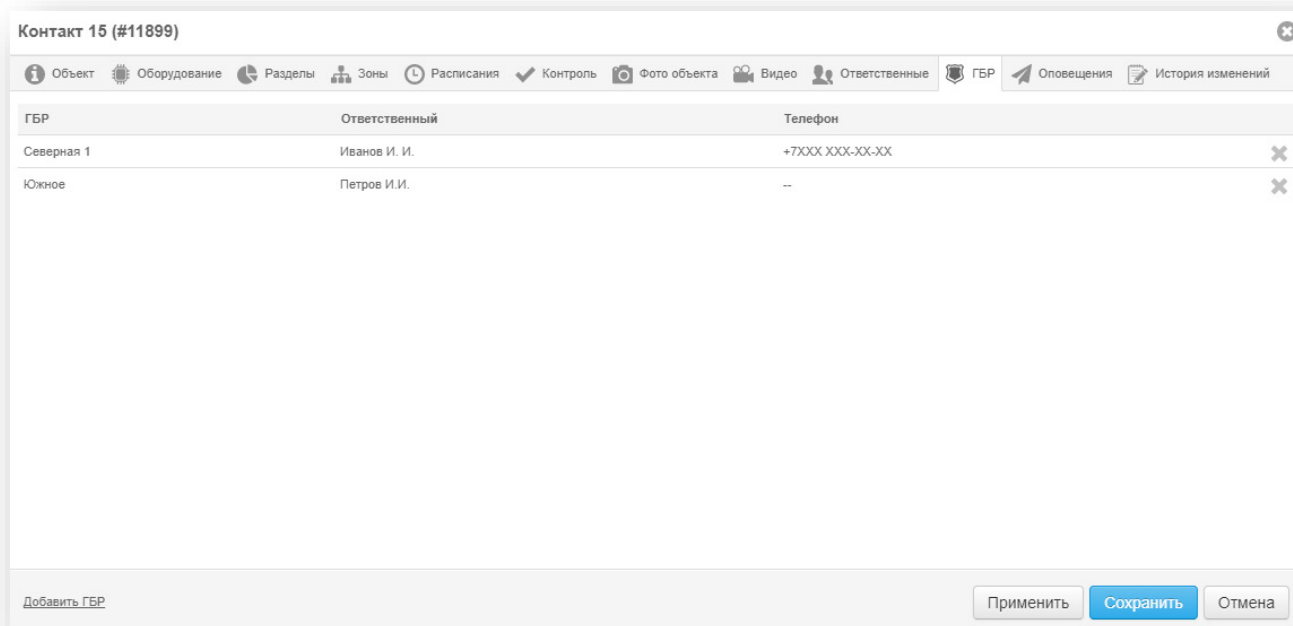 Контакт 15 (#11899)
Объект Оборудование Разделы Зоны Расписания Контроль Фото объекта Видео Ответственные ГБР Оповещения История изменений
ГБР Ответственный Телефон
Северная 1 Иванов И. И. +7XXX XXX-XX-XX
Южное Петров И.И. --
Добавить ГБР Применить Сохранить Отмена